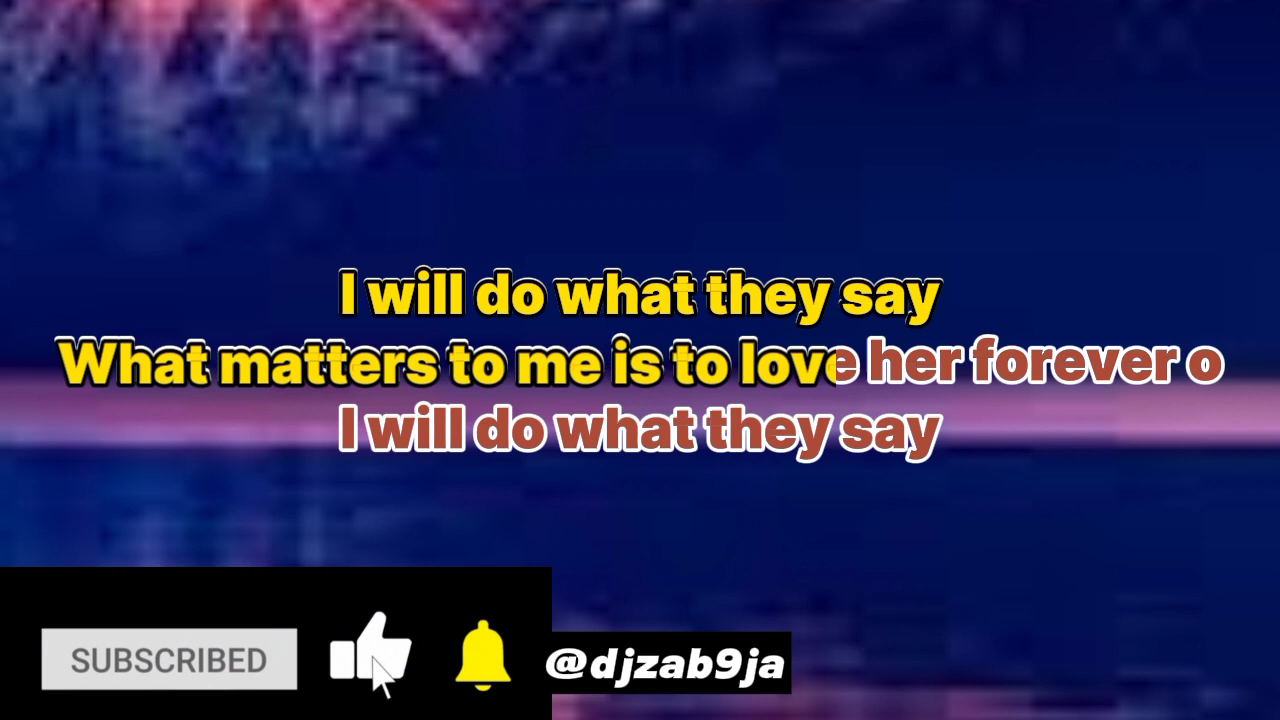 I will do what they say
What matters to me is to love her forever o
I will do what they say
SUBSCRIBED
@djzab9ja